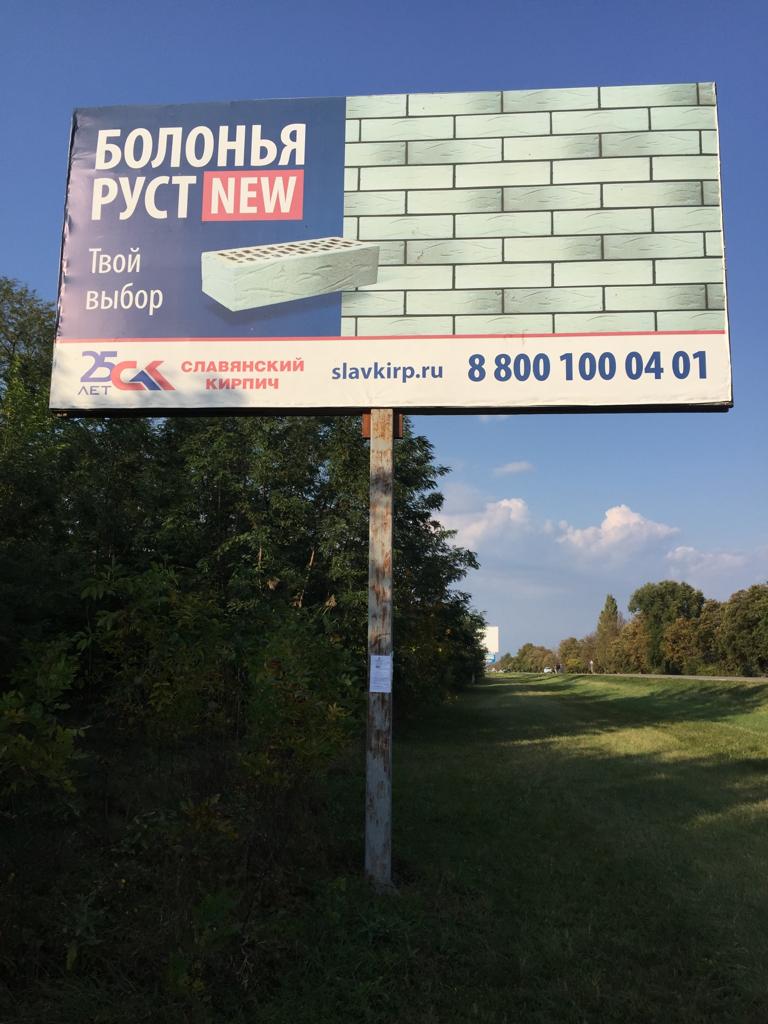 БОЛОНЬЯ
РУСТ NEW
Твой
выбор
25
ЛЕТ
СК
СЛАВЯНСКИЙ
КИРПИЧ
slavkirp.ru
8 800 100 04 01